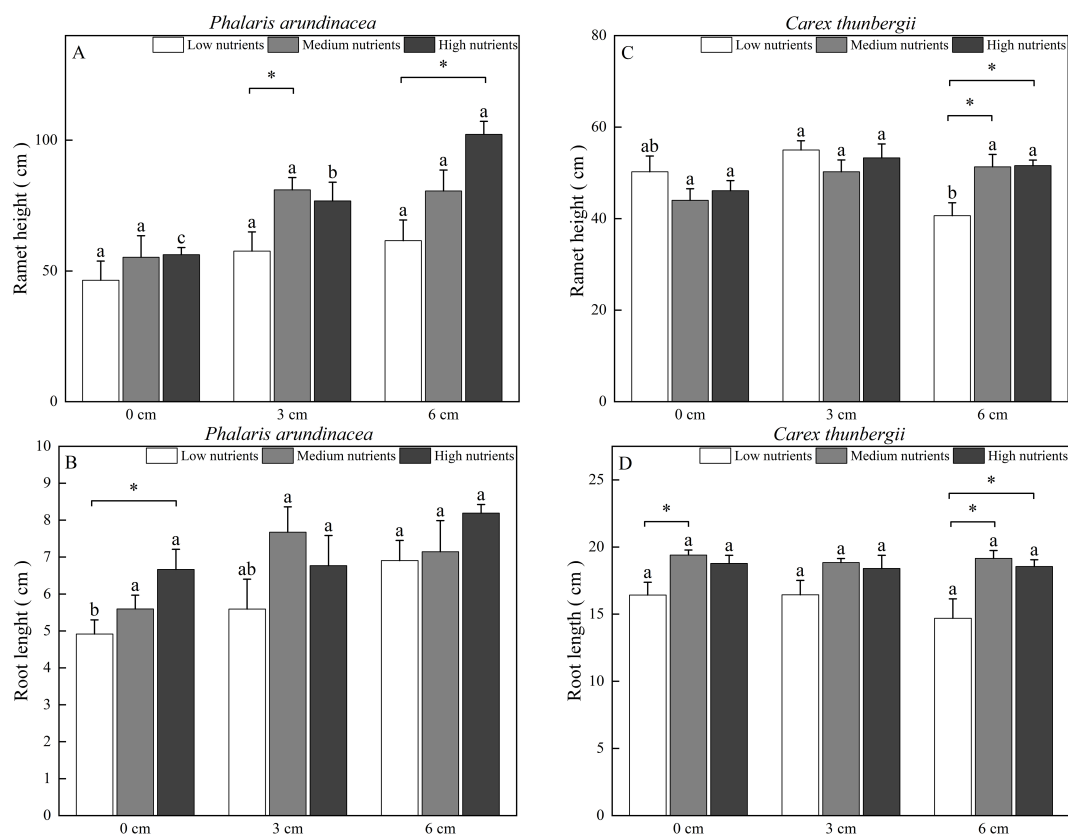 Phalaris arundinacea
A
Low nutrients Medium nutrients High nutrients
Ramet height ( cm )
100
50
0
a a c
a a b
a a a
*
*
0 cm 3 cm 6 cm
Carex thunbergii
C
Low nutrients Medium nutrients High nutrients
Ramet height ( cm )
80
60
40
20
0
ab a a
a a a
b a a
*
*
0 cm 3 cm 6 cm
Phalaris arundinacea
B
Low nutrients Medium nutrients High nutrients
Root lenght ( cm )
10
9
8
7
6
5
4
3
2
1
0
*
b a a
ab a a
a a a
0 cm 3 cm 6 cm
Carex thunbergii
D
Low nutrients Medium nutrients High nutrients
Root length ( cm )
25
20
15
10
5
0
*
*
*
a a a
a a a
a a a
0 cm 3 cm 6 cm